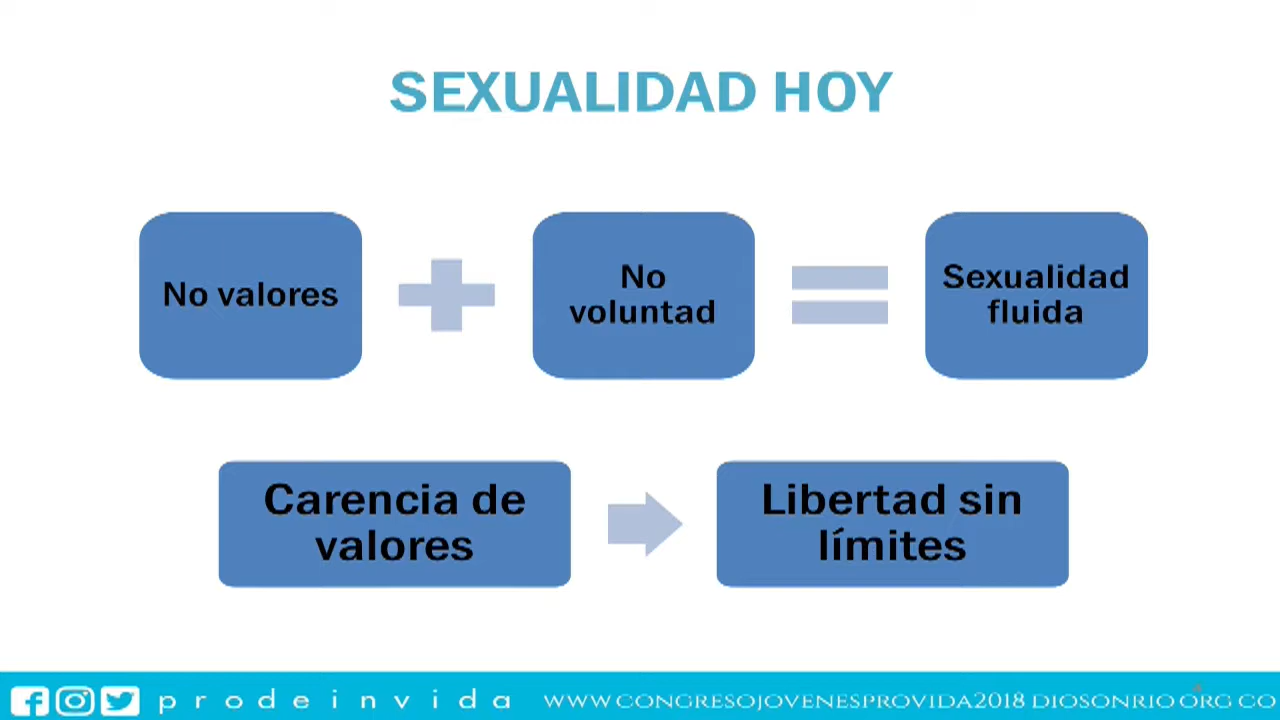 SEXUALIDAD HOY
No valores
No
voluntad
Sexualidad
fluida
Carencia de
valores
Libertad sin
límites
prodeinvida
WWW.CONGRESOJOVENESPROVIDA2018 DIOSONRIO ORG CO